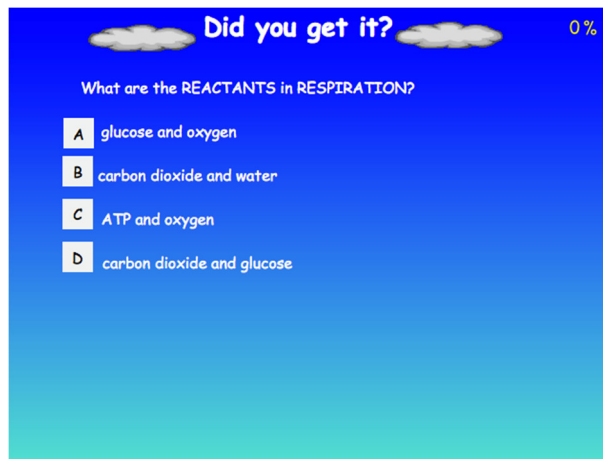 Did you get it?
0 %
What are the REACTANTS in RESPIRATION?
A glucose and oxygen
B carbon dioxide and water
C ATP and oxygen
D carbon dioxide and glucose